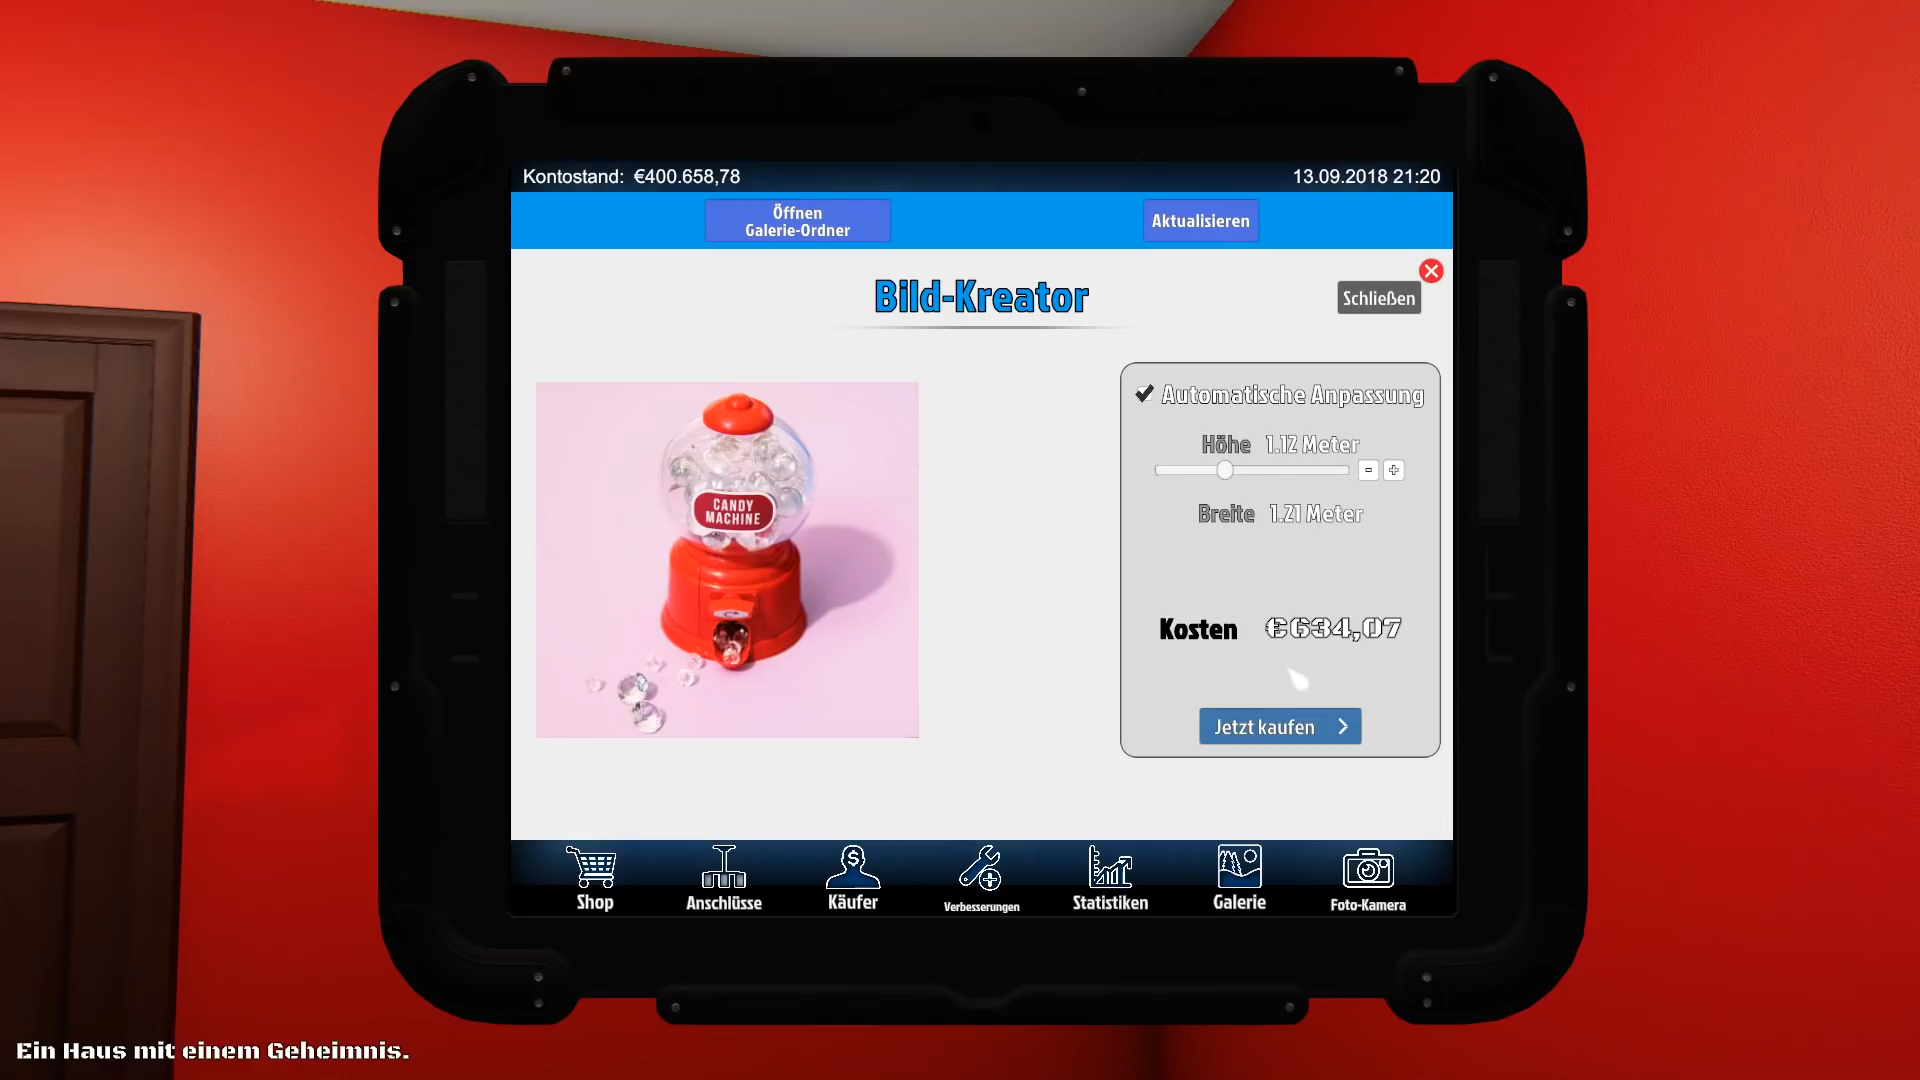 Kontostand: €400.658,78
13.09.2018 21:20
Öffnen
Galerie-Ordner
Aktualisieren
Bild-Kreator
Schließen
CANDY
MACHINE
Automatische Anpassung
Höhe 1.12 Meter
- +
Breite 1.21 Meter
Kosten €634,07
Jetzt kaufen
Shop
Anschlüsse
Käufer
Verbesserungen
Statistiken
Galerie
Foto-Kamera
Ein Haus mit einem Geheimnis.